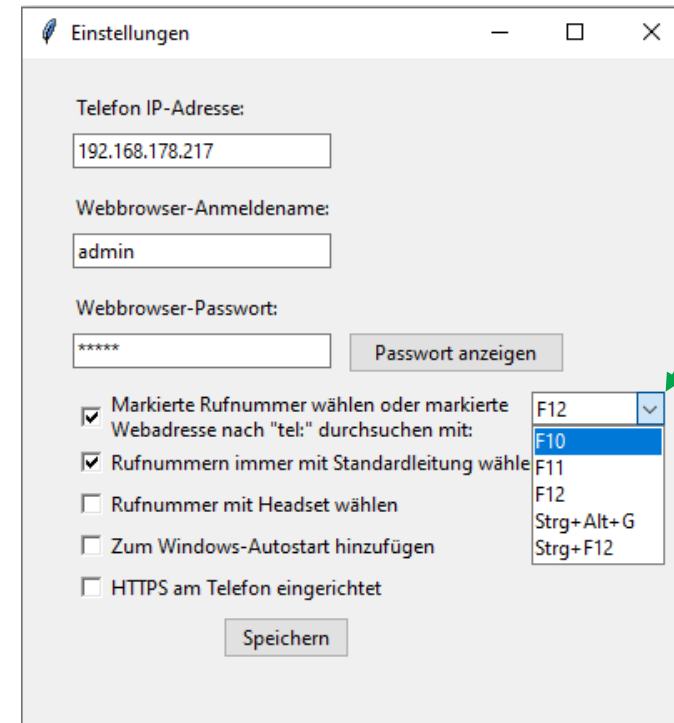 Einstellungen
Telefon IP-Adresse:
192.168.178.217
Webbrowser-Anmeldename:
admin
Webbrowser-Passwort:
*****
Passwort anzeigen
Markierte Rufnummer wählen oder markierte
Webadresse nach "tel:" durchsuchen mit:
F12
F10
F11
F12
Strg+Alt+G
Strg+F12
Rufnummern immer mit Standardleitung wähle
Rufnummer mit Headset wählen
Zum Windows-Autostart hinzufügen
HTTPS am Telefon eingerichtet
Speichern